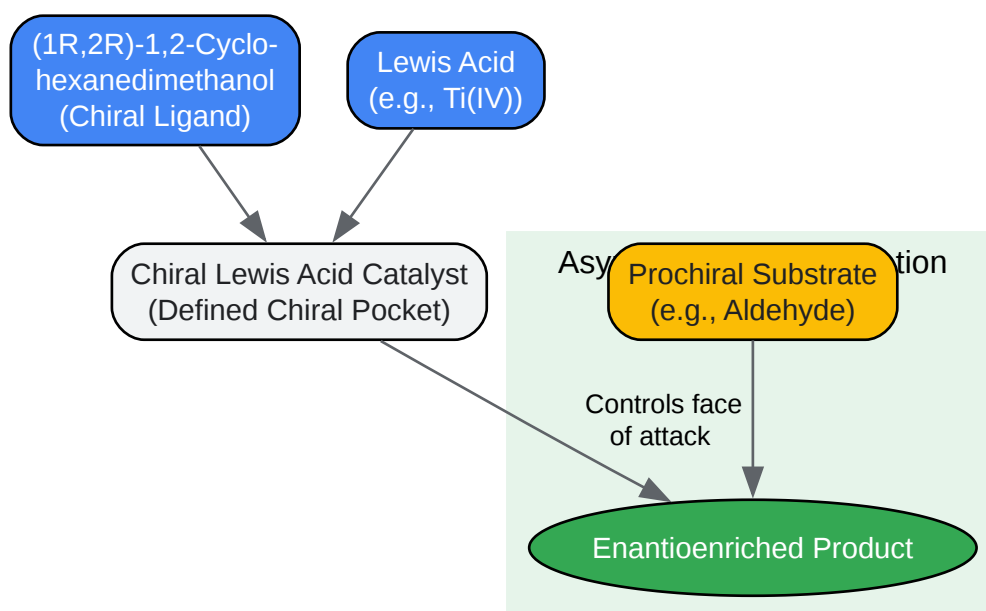 (1R,2R)-1,2-Cyclo-
hexanedimethanol
(Chiral Ligand)
Lewis Acid
(e.g., Ti(IV))
Chiral Lewis Acid Catalyst
(Defined Chiral Pocket)
Prochiral Substrate
(e.g., Aldehyde)
Controls face
of attack
Enantioenriched Product